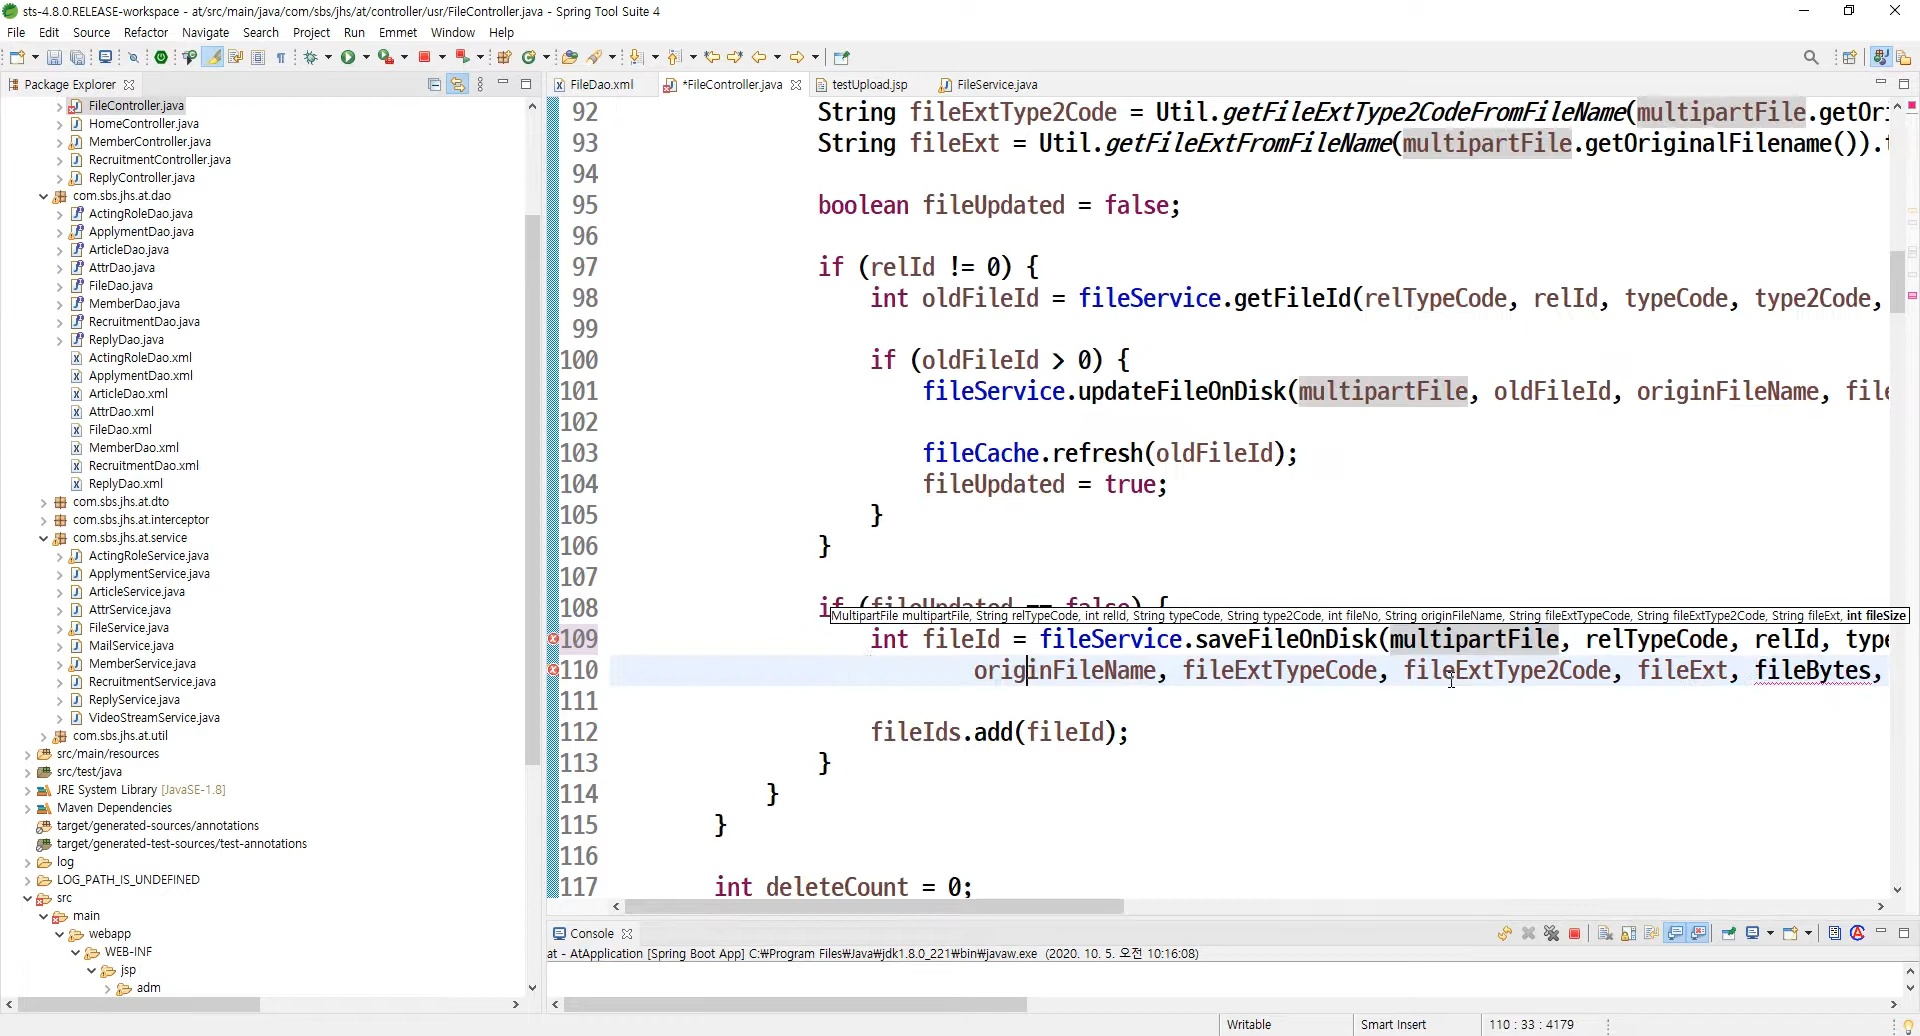 sts-4.8.0.RELEASE-workspace - at/src/main/java/com/sbs/jhs/at/controller/usr/FileController.java - Spring Tool Suite 4
File Edit Source Refactor Navigate Search Project Run Emmet Window Help
Package Explorer
FileController.java
HomeController.java
MemberController.java
RecruitmentController.java
ReplyController.java
com.sbs.jhs.at.dao
ActingRoleDao.java
ApplymentDao.java
ArticleDao.java
AttrDao.java
FileDao.java
MemberDao.java
RecruitmentDao.java
ReplyDao.java
ActingRoleDao.xml
ApplymentDao.xml
ArticleDao.xml
AttrDao.xml
FileDao.xml
MemberDao.xml
RecruitmentDao.xml
ReplyDao.xml
com.sbs.jhs.at.dto
com.sbs.jhs.at.interceptor
com.sbs.jhs.at.service
ActingRoleService.java
ApplymentService.java
ArticleService.java
AttrService.java
FileService.java
MailService.java
MemberService.java
RecruitmentService.java
ReplyService.java
VideoStreamService.java
com.sbs.jhs.at.util
src/main/resources
src/test/java
JRE System Library [JavaSE-1.8]
Maven Dependencies
target/generated-sources/annotations
target/generated-test-sources/test-annotations
log
LOG_PATH_IS_UNDEFINED
src
main
webapp
WEB-INF
jsp
adm
FileDao.xml *FileController.java testUpload.jsp FileService.java
92 String fileExtType2Code = Util.getFileExtType2CodeFromFileName(multipartFile.getOri
93 String fileExt = Util.getFileExtFromFileName(multipartFile.getOriginalFilename()).t
94
95 boolean fileUpdated = false;
96
97 if (relId != 0) {
98 int oldFileId = fileService.getFileId(relTypeCode, relId, typeCode, type2Code,
99
100 if (oldFileId > 0) {
101 fileService.updateFileOnDisk(multipartFile, oldFileId, originFileName, file
102
103 fileCache.refresh(oldFileId);
104 fileUpdated = true;
105 }
106 }
107
108 if (fileUpdated == false) {
MultipartFile multipartFile, String relTypeCode, int relId, String typeCode, String type2Code, int fileNo, String originFileName, String fileExtTypeCode, String fileExtType2Code, String fileExt, int fileSize
109 int fileId = fileService.saveFileOnDisk(multipartFile, relTypeCode, relId, type
110 originFileName, fileExtTypeCode, fileExtType2Code, fileExt, fileBytes,
111
112 fileIds.add(fileId);
113 }
114 }
115 }
116
117 int deleteCount = 0;
Console
at - AtApplication [Spring Boot App] C:₩Program Files₩Java₩jdk1.8.0_221₩bin₩javaw.exe (2020. 10. 5. 오전 10:16:08)
Writable Smart Insert 110 : 33 : 4179